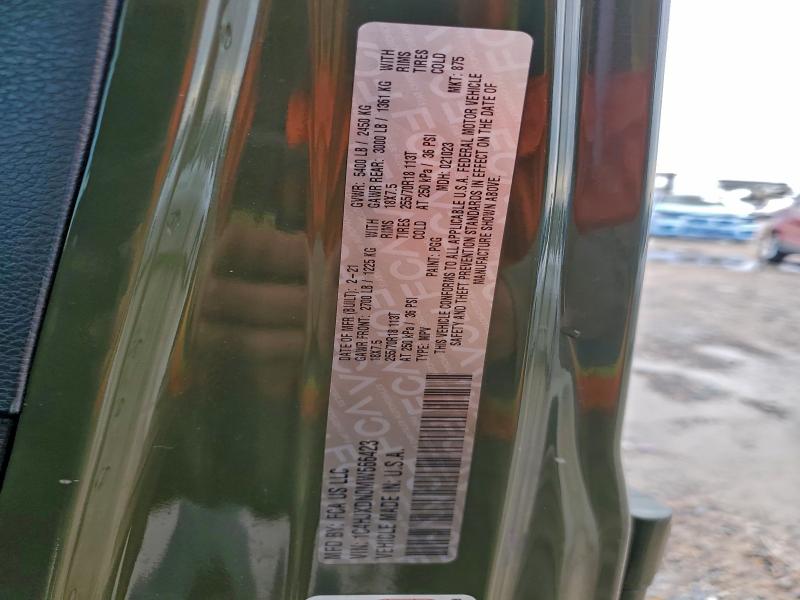 MFD BY: FCA US LLC
DATE OF MFR (BUILT): 2-21
GVWR: 5400 LB / 2450 KG
GAWR FRONT: 2700 LB / 1225 KG WITH
18X7.5 RIMS
255/70R18 113T TIRES
AT 250 kPa / 36 PSI COLD
GAWR REAR: 3000 LB / 1361 KG WITH
18X7.5 RIMS
255/70R18 113T TIRES
AT 250 kPa / 36 PSI COLD
VIN:
VEHICLE MADE IN: U.S.A.
TYPE: MPV PAINT: PGG MDH: 021023 MKT: 875
THIS VEHICLE CONFORMS TO ALL APPLICABLE U.S.A. FEDERAL MOTOR VEHICLE
SAFETY AND THEFT PREVENTION STANDARDS IN EFFECT ON THE DATE OF
MANUFACTURE SHOWN ABOVE.